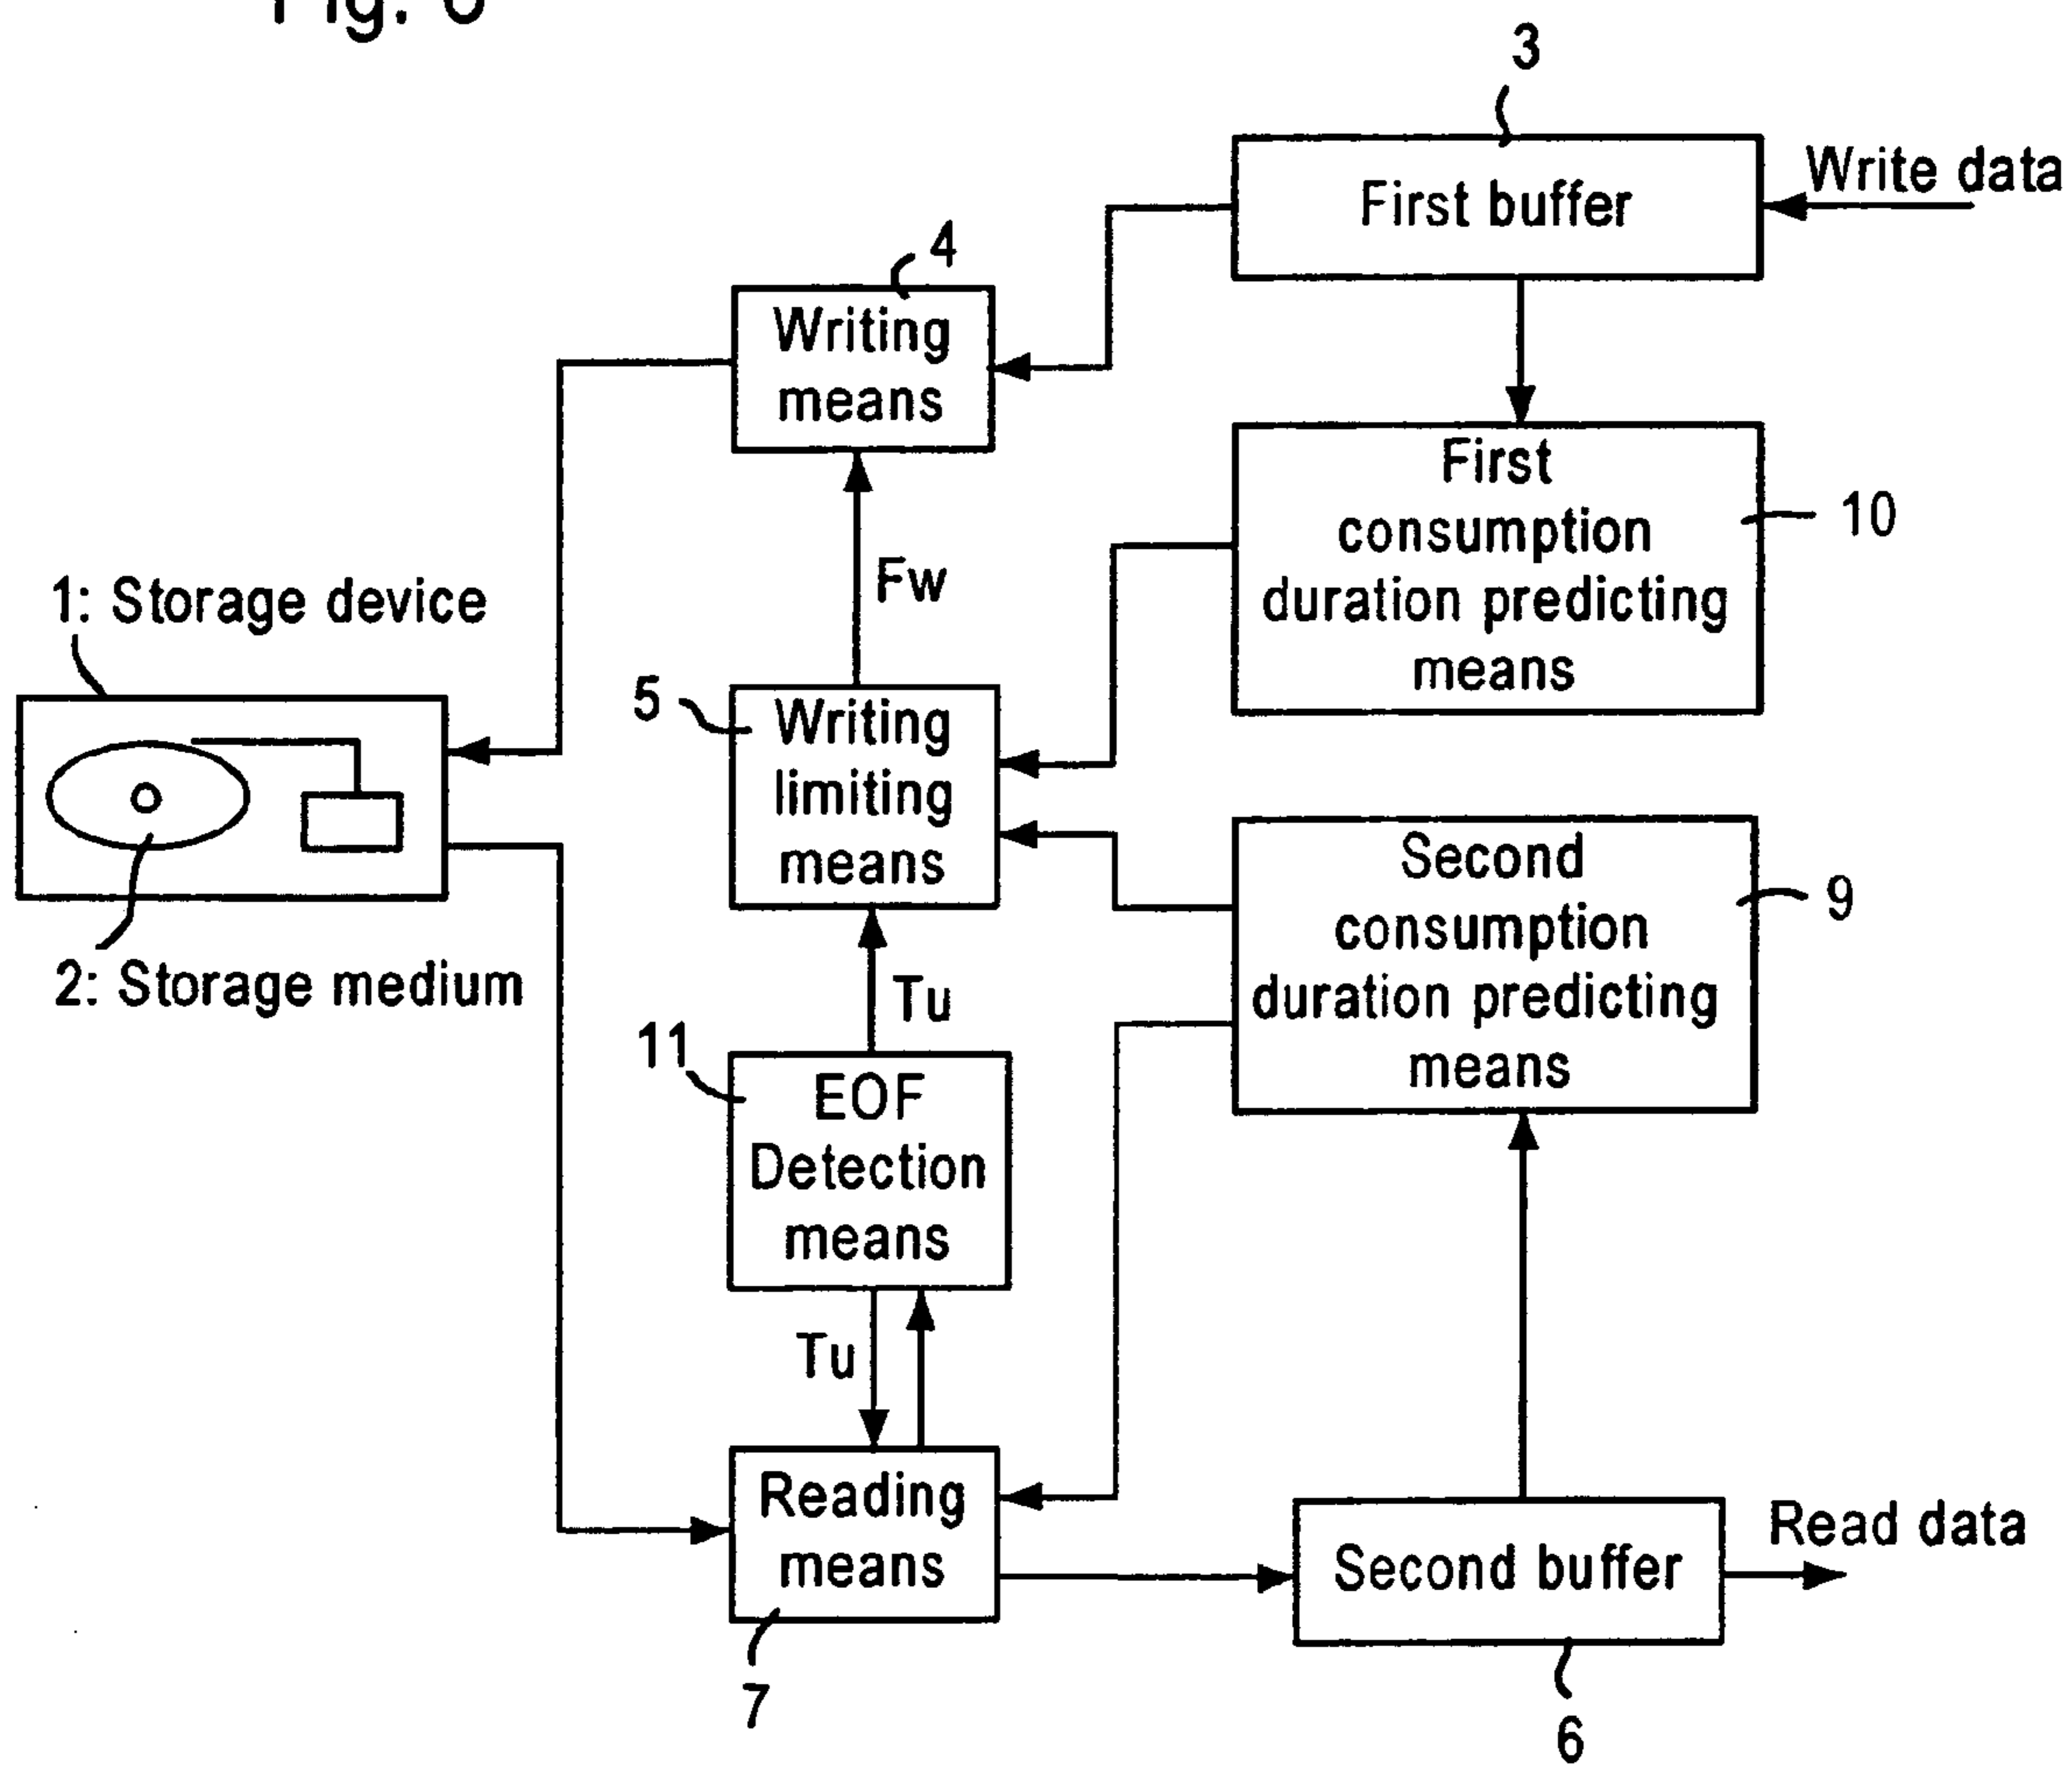 3
First buffer
Write data
4
Writing
means
First
consumption
duration predicting
means
10
Fw
1: Storage device
5
Writing
limiting
means
Second
consumption
duration predicting
means
9
2: Storage medium
Tu
11
EOF
Detection
means
Tu
Reading
means
7
Second buffer
Read data
6